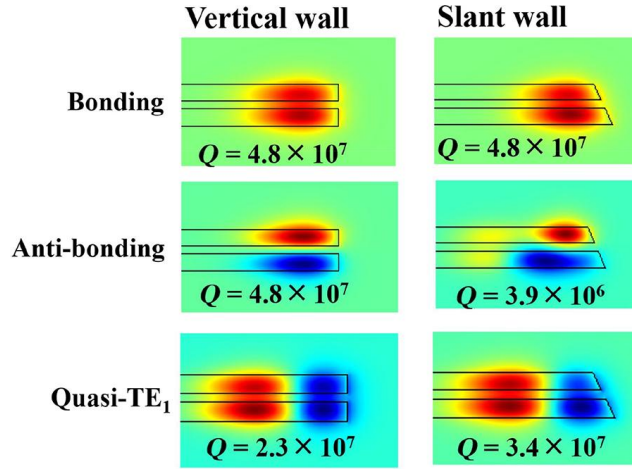 Vertical wall Slant wall
Bonding
Q = 4.8 × 10⁷ Q = 4.8 × 10⁷
Anti-bonding
Q = 4.8 × 10⁷ Q = 3.9 × 10⁶
Quasi-TE₁
Q = 2.3 × 10⁷ Q = 3.4 × 10⁷